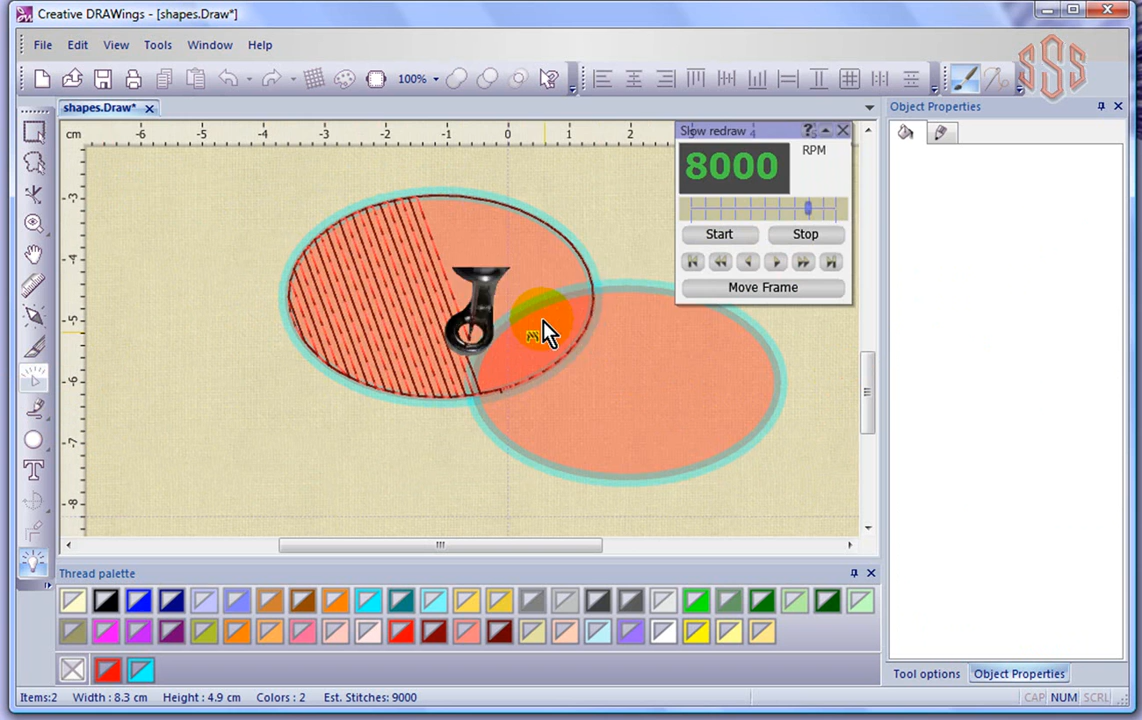 Creative DRAWings - [shapes.Draw*]
File Edit View Tools Window Help
100%
SSS
shapes.Draw*
Object Properties
cm -6 -5 -4 -3 -2 -1 0 1 2 3 4
Slow redraw
8000 RPM
-3
-4
-5
-6
-7
-8
Start Stop
Move Frame
Thread palette
Tool options Object Properties
Items:2 Width : 8.3 cm Height : 4.9 cm Colors : 2 Est. Stitches: 9000 CAP NUM SCRL